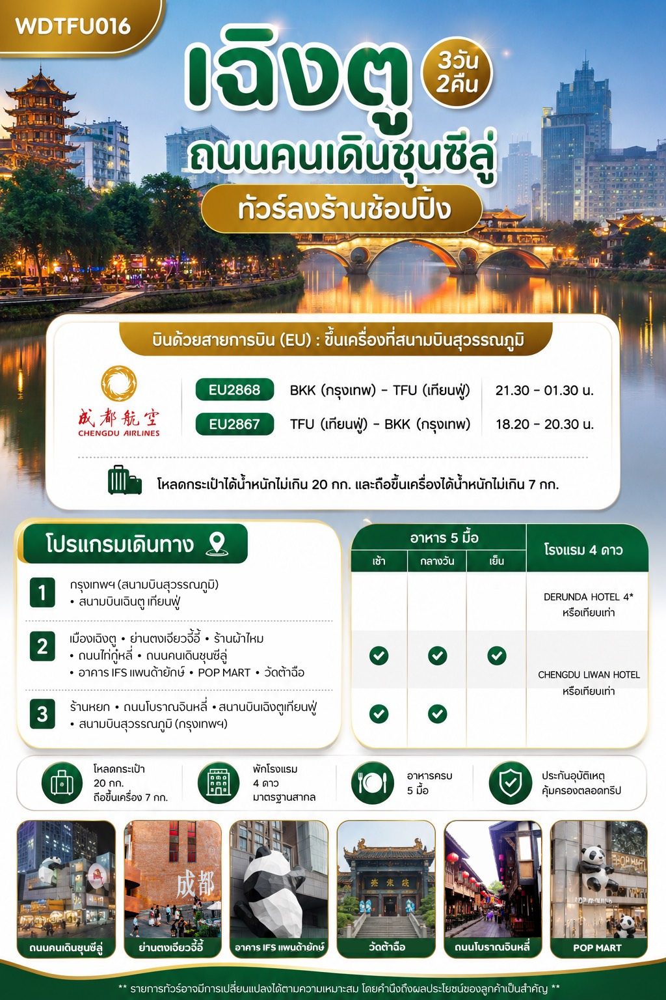 WDTFU016
เฉิงตู
3วัน
2คืน
ถนนคนเดินชุนซีลู่
ทัวร์ลงร้านช้อปปิ้ง
บินด้วยสายการบิน (EU) : ขึ้นเครื่องที่สนามบินสุวรรณภูมิ
成都航空
CHENGDU AIRLINES
EU2868 BKK (กรุงเทพ) - TFU (เทียนฟู่) 21.30 - 01.30 น.
EU2867 TFU (เทียนฟู่) - BKK (กรุงเทพ) 18.20 - 20.30 น.
โหลดกระเป๋าได้น้ำหนักไม่เกิน 20 กก. และถือขึ้นเครื่องได้น้ำหนักไม่เกิน 7 กก.
โปรแกรมเดินทาง
1
กรุงเทพฯ (สนามบินสุวรรณภูมิ)
• สนามบินเฉินตู เทียนฟู่
2
เมืองเฉิงตู • ย่านตงเจียวจี้อี้ • ร้านผ้าไหม
• ถนนไท่กู๋หลี่ • ถนนคนเดินชุนซีลู่
• อาคาร IFS แพนด้ายักษ์ • POP MART • วัดต้าฉือ
3
ร้านหยก • ถนนโบราณจินหลี่ • สนานบินเฉิงตูเทียนฟู่
• สนามบินสุวรรณภูมิ (กรุงเทพฯ)
อาหาร 5 มื้อ
เช้า กลางวัน เย็น
โรงแรม 4 ดาว
DERUNDA HOTEL 4*
หรือเทียบเท่า
CHENGDU LIWAN HOTEL
หรือเทียบเท่า
โหลดกระเป๋า
20 กก.
ถือขึ้นเครื่อง 7 กก.
พักโรงแรม
4 ดาว
มาตรฐานสากล
อาหารครบ
5 มื้อ
ประกันอุบัติเหตุ
คุ้มครองตลอดทริป
成都
POP MART
ถนนคนเดินชุนซีลู่
ย่านตงเจียวจี้อี้
อาคาร IFS แพนด้ายักษ์
วัดต้าฉือ
ถนนโบราณจินหลี่
POP MART
** รายการทัวร์อาจมีการเปลี่ยนแปลงได้ตามความเหมาะสม โดยคำนึงถึงผลประโยชน์ของลูกค้าเป็นสำคัญ **